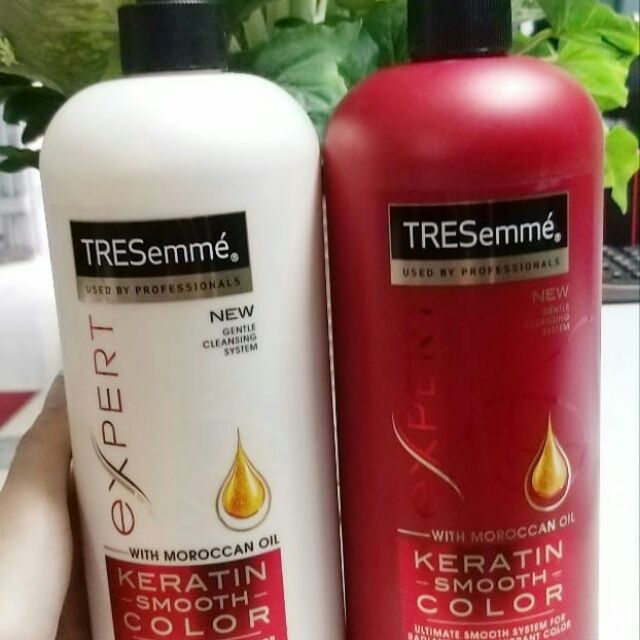 TRESemmé®
USED BY PROFESSIONALS
NEW
GENTLE
CLEANSING
SYSTEM
eXPERT
WITH MOROCCAN OIL
KERATIN
-SMOOTH-
COLOR
TRESemmé®
USED BY PROFESSIONALS
NEW
GENTLE
CLEANSING
SYSTEM
eXPERT
WITH MOROCCAN OIL
KERATIN
-SMOOTH-
COLOR
ULTIMATE SMOOTH SYSTEM FOR
COLOR